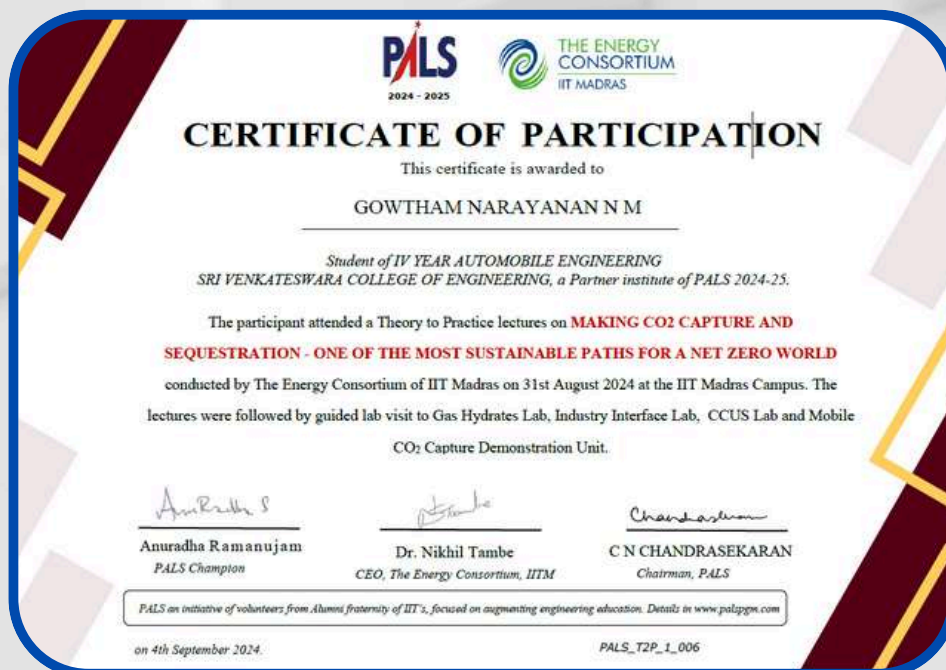 PALS
2024 - 2025
THE ENERGY
CONSORTIUM
IIT MADRAS
CERTIFICATE OF PARTICIPATION
This certificate is awarded to
GOWTHAM NARAYANAN N M
Student of IV YEAR AUTOMOBILE ENGINEERING
SRI VENKATESWARA COLLEGE OF ENGINEERING, a Partner institute of PALS 2024-25.
The participant attended a Theory to Practice lectures on MAKING CO2 CAPTURE AND
SEQUESTRATION - ONE OF THE MOST SUSTAINABLE PATHS FOR A NET ZERO WORLD
conducted by The Energy Consortium of IIT Madras on 31st August 2024 at the IIT Madras Campus. The
lectures were followed by guided lab visit to Gas Hydrates Lab, Industry Interface Lab, CCUS Lab and Mobile
CO2 Capture Demonstration Unit.
Anuradha Ramanujam
PALS Champion
Dr. Nikhil Tambe
CEO, The Energy Consortium, IITM
C N CHANDRASEKARAN
Chairman, PALS
PALS an initiative of volunteers from Alumni fraternity of IIT's, focused on augmenting engineering education. Details in www.palspgm.com
on 4th September 2024.
PALS_T2P_1_006